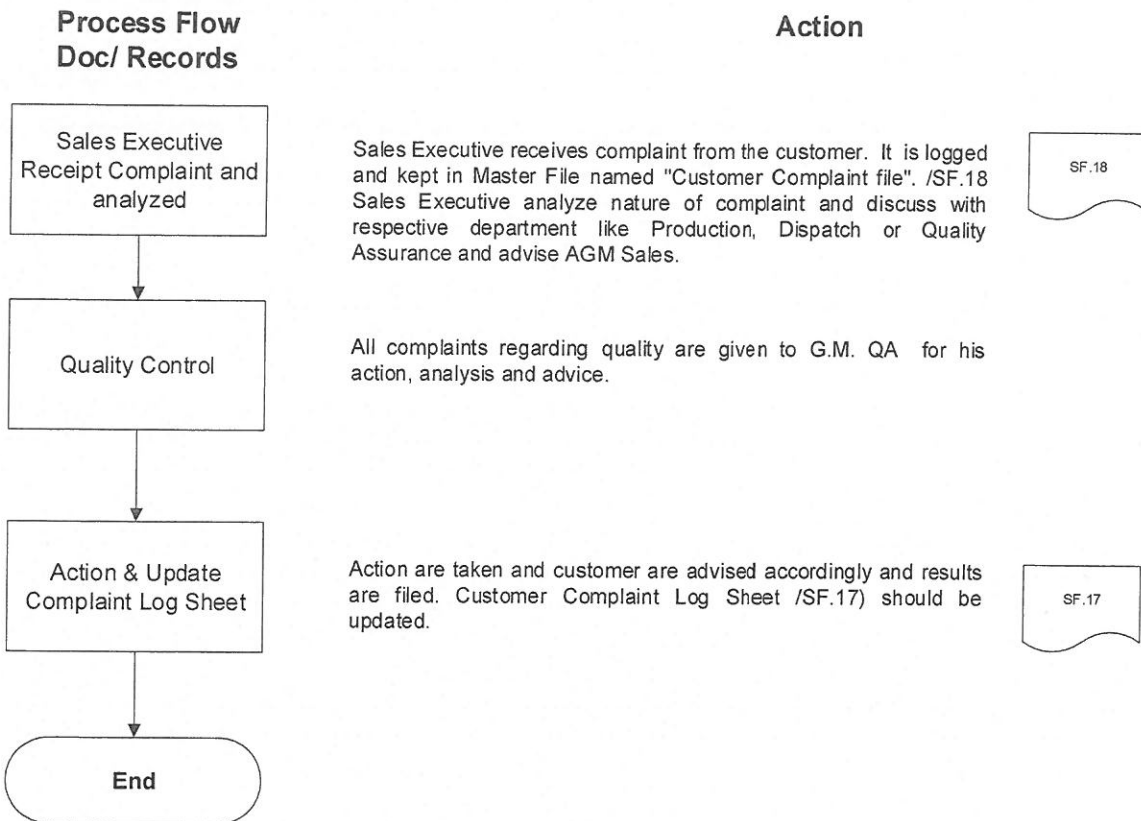 Process Flow
Doc/ Records
Action
Sales Executive
Receipt Complaint and
analyzed
Sales Executive receives complaint from the customer. It is logged
and kept in Master File named "Customer Complaint file". /SF.18
Sales Executive analyze nature of complaint and discuss with
respective department like Production, Dispatch or Quality
Assurance and advise AGM Sales.
SF.18
Quality Control
All complaints regarding quality are given to G.M. QA for his
action, analysis and advice.
Action & Update
Complaint Log Sheet
Action are taken and customer are advised accordingly and results
are filed. Customer Complaint Log Sheet /SF.17) should be
updated.
SF.17
End